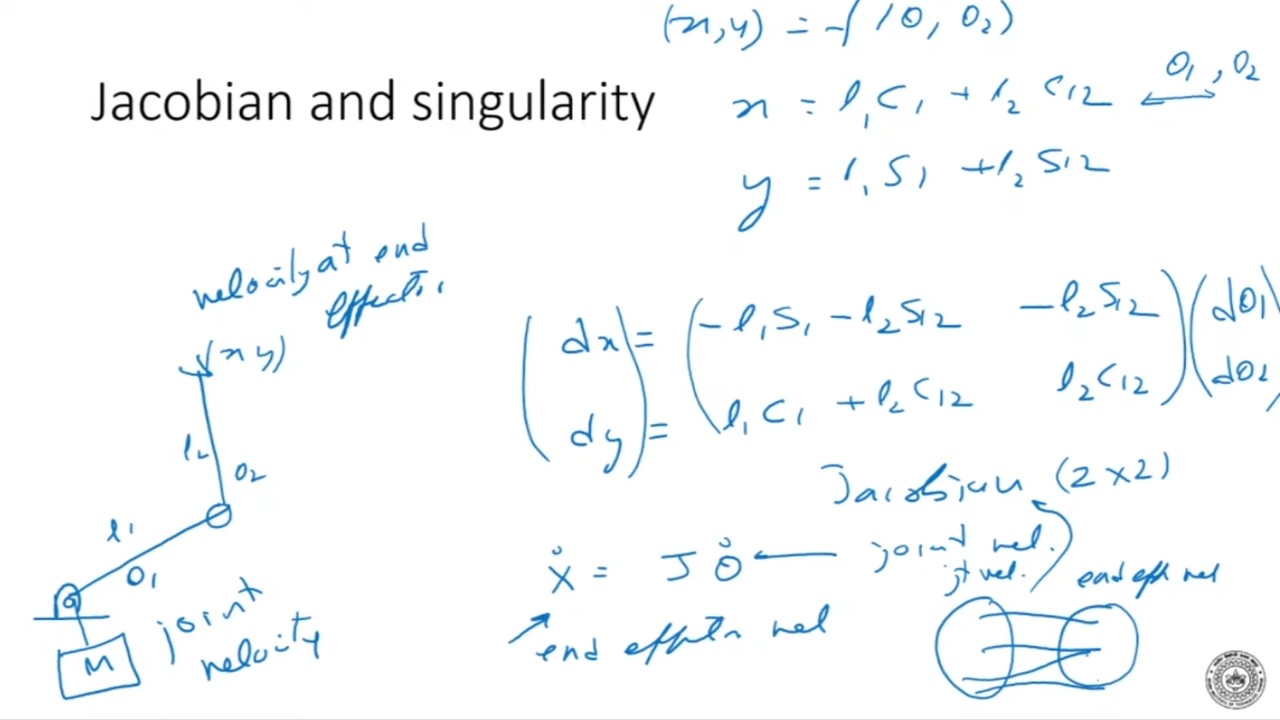 (x, y) = f(θ1, θ2)
Jacobian and singularity
x = l1 C1 + l2 C12
θ1, θ2
y = l1 S1 + l2 S12
velocity at end
effector
(x y)
l2
θ2
l1
θ1
M
joint
velocity
(dx) = (-l1 S1 - l2 S12   -l2 S12) (dθ1)
(dy) = (l1 C1 + l2 C12   l2 C12) (dθ2)
Jacobian (2 x 2)
Ẋ = J θ̇ ← joint vel.
end effector vel
jt vel.
end eff vel